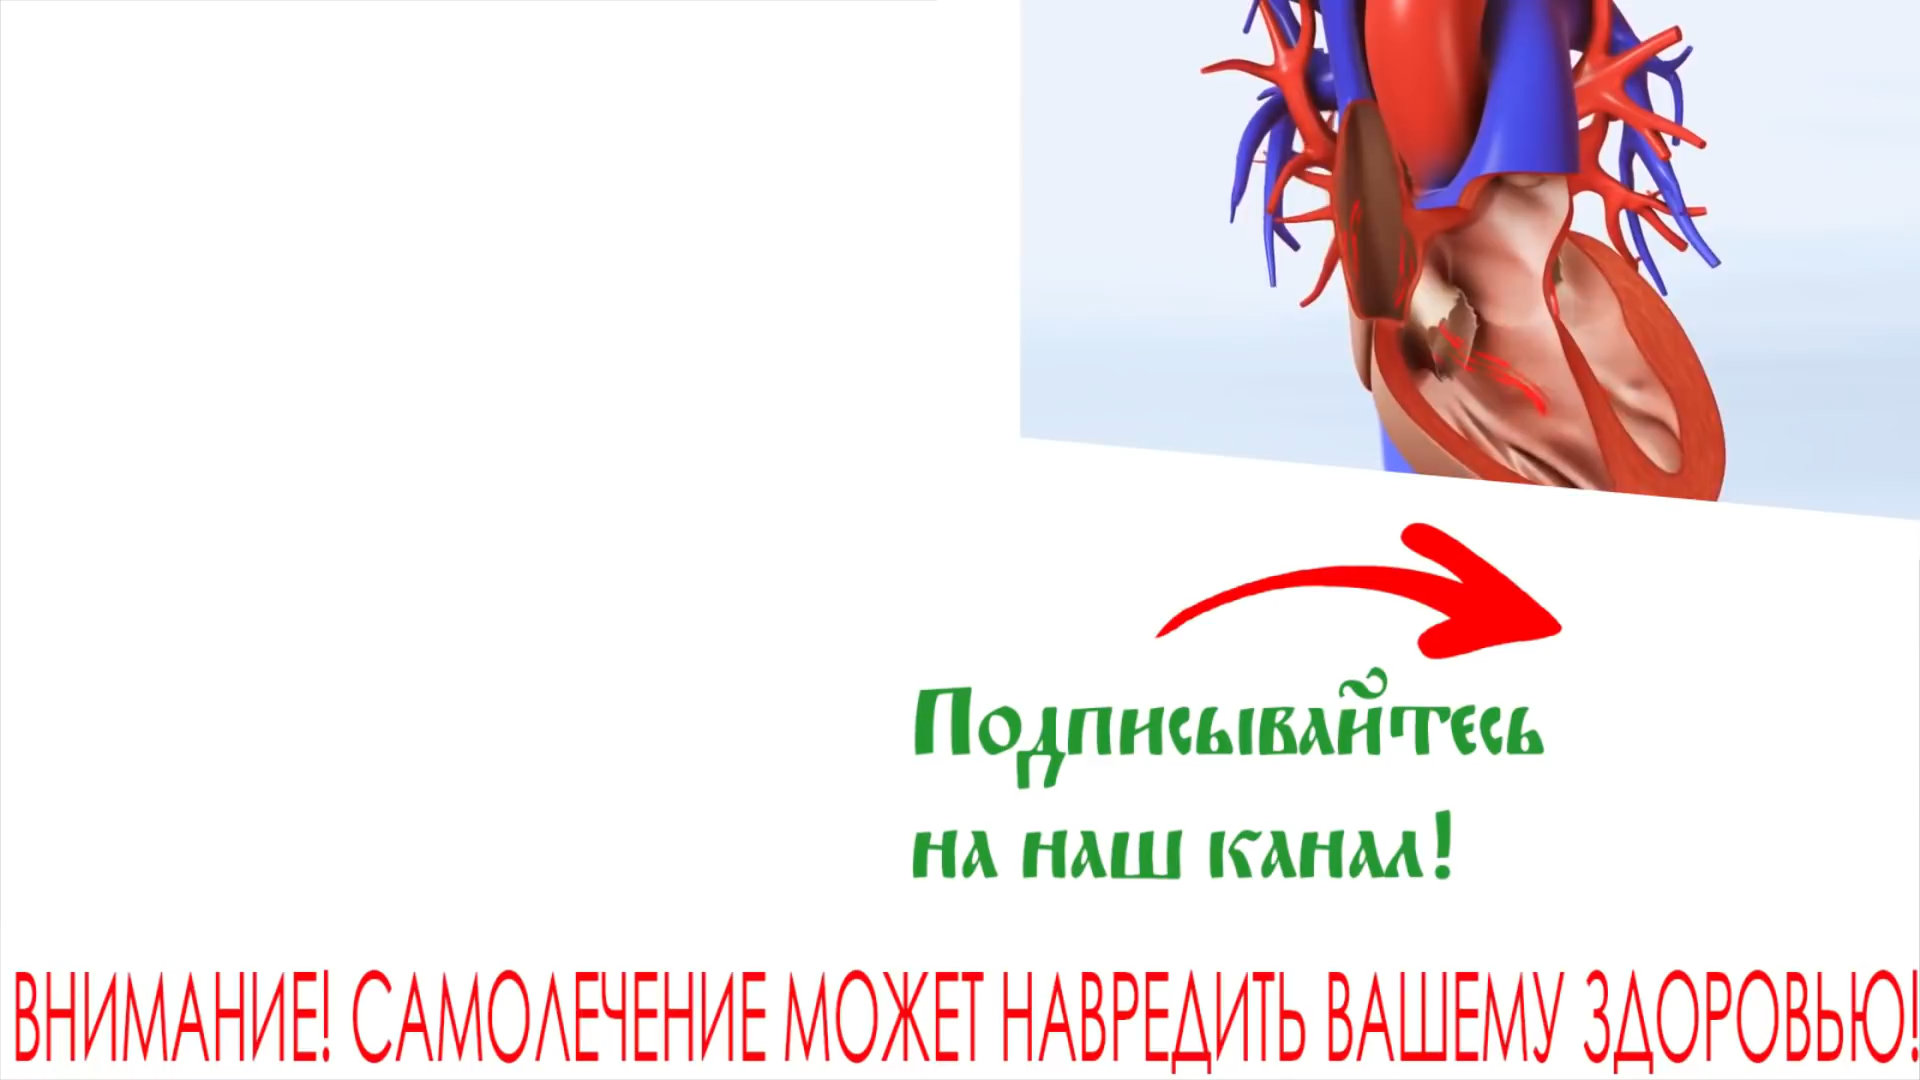 Подписывайтесь
на наш канал!
ВНИМАНИЕ! САМОЛЕЧЕНИЕ МОЖЕТ НАВРЕДИТЬ ВАШЕМУ ЗДОРОВЬЮ!